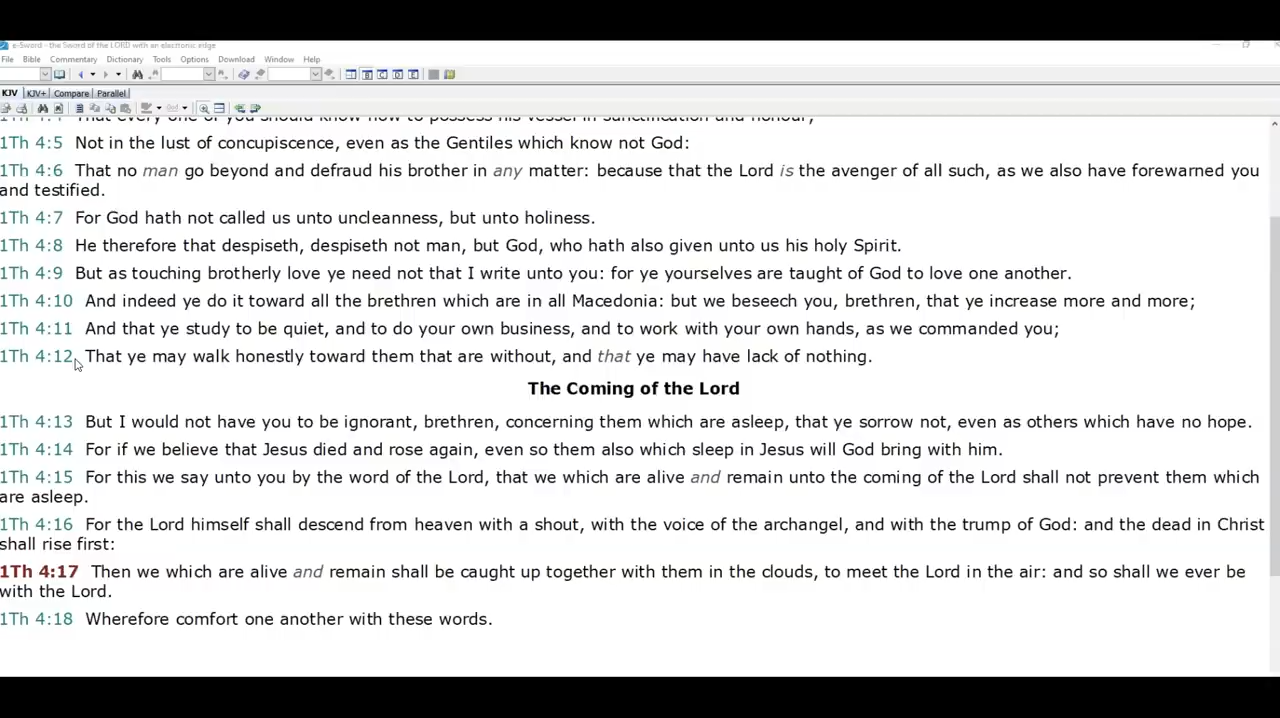 e-Sword - the Sword of the LORD with an electronic edge
File Bible Commentary Dictionary Tools Options Download Window Help
KJV KJV+ Compare Parallel
1Th 4:4 That every one of you should know how to possess his vessel in sanctification and honour;
1Th 4:5 Not in the lust of concupiscence, even as the Gentiles which know not God:
1Th 4:6 That no man go beyond and defraud his brother in any matter: because that the Lord is the avenger of all such, as we also have forewarned you
and testified.
1Th 4:7 For God hath not called us unto uncleanness, but unto holiness.
1Th 4:8 He therefore that despiseth, despiseth not man, but God, who hath also given unto us his holy Spirit.
1Th 4:9 But as touching brotherly love ye need not that I write unto you: for ye yourselves are taught of God to love one another.
1Th 4:10 And indeed ye do it toward all the brethren which are in all Macedonia: but we beseech you, brethren, that ye increase more and more;
1Th 4:11 And that ye study to be quiet, and to do your own business, and to work with your own hands, as we commanded you;
1Th 4:12 That ye may walk honestly toward them that are without, and that ye may have lack of nothing.
The Coming of the Lord
1Th 4:13 But I would not have you to be ignorant, brethren, concerning them which are asleep, that ye sorrow not, even as others which have no hope.
1Th 4:14 For if we believe that Jesus died and rose again, even so them also which sleep in Jesus will God bring with him.
1Th 4:15 For this we say unto you by the word of the Lord, that we which are alive and remain unto the coming of the Lord shall not prevent them which
are asleep.
1Th 4:16 For the Lord himself shall descend from heaven with a shout, with the voice of the archangel, and with the trump of God: and the dead in Christ
shall rise first:
1Th 4:17 Then we which are alive and remain shall be caught up together with them in the clouds, to meet the Lord in the air: and so shall we ever be
with the Lord.
1Th 4:18 Wherefore comfort one another with these words.